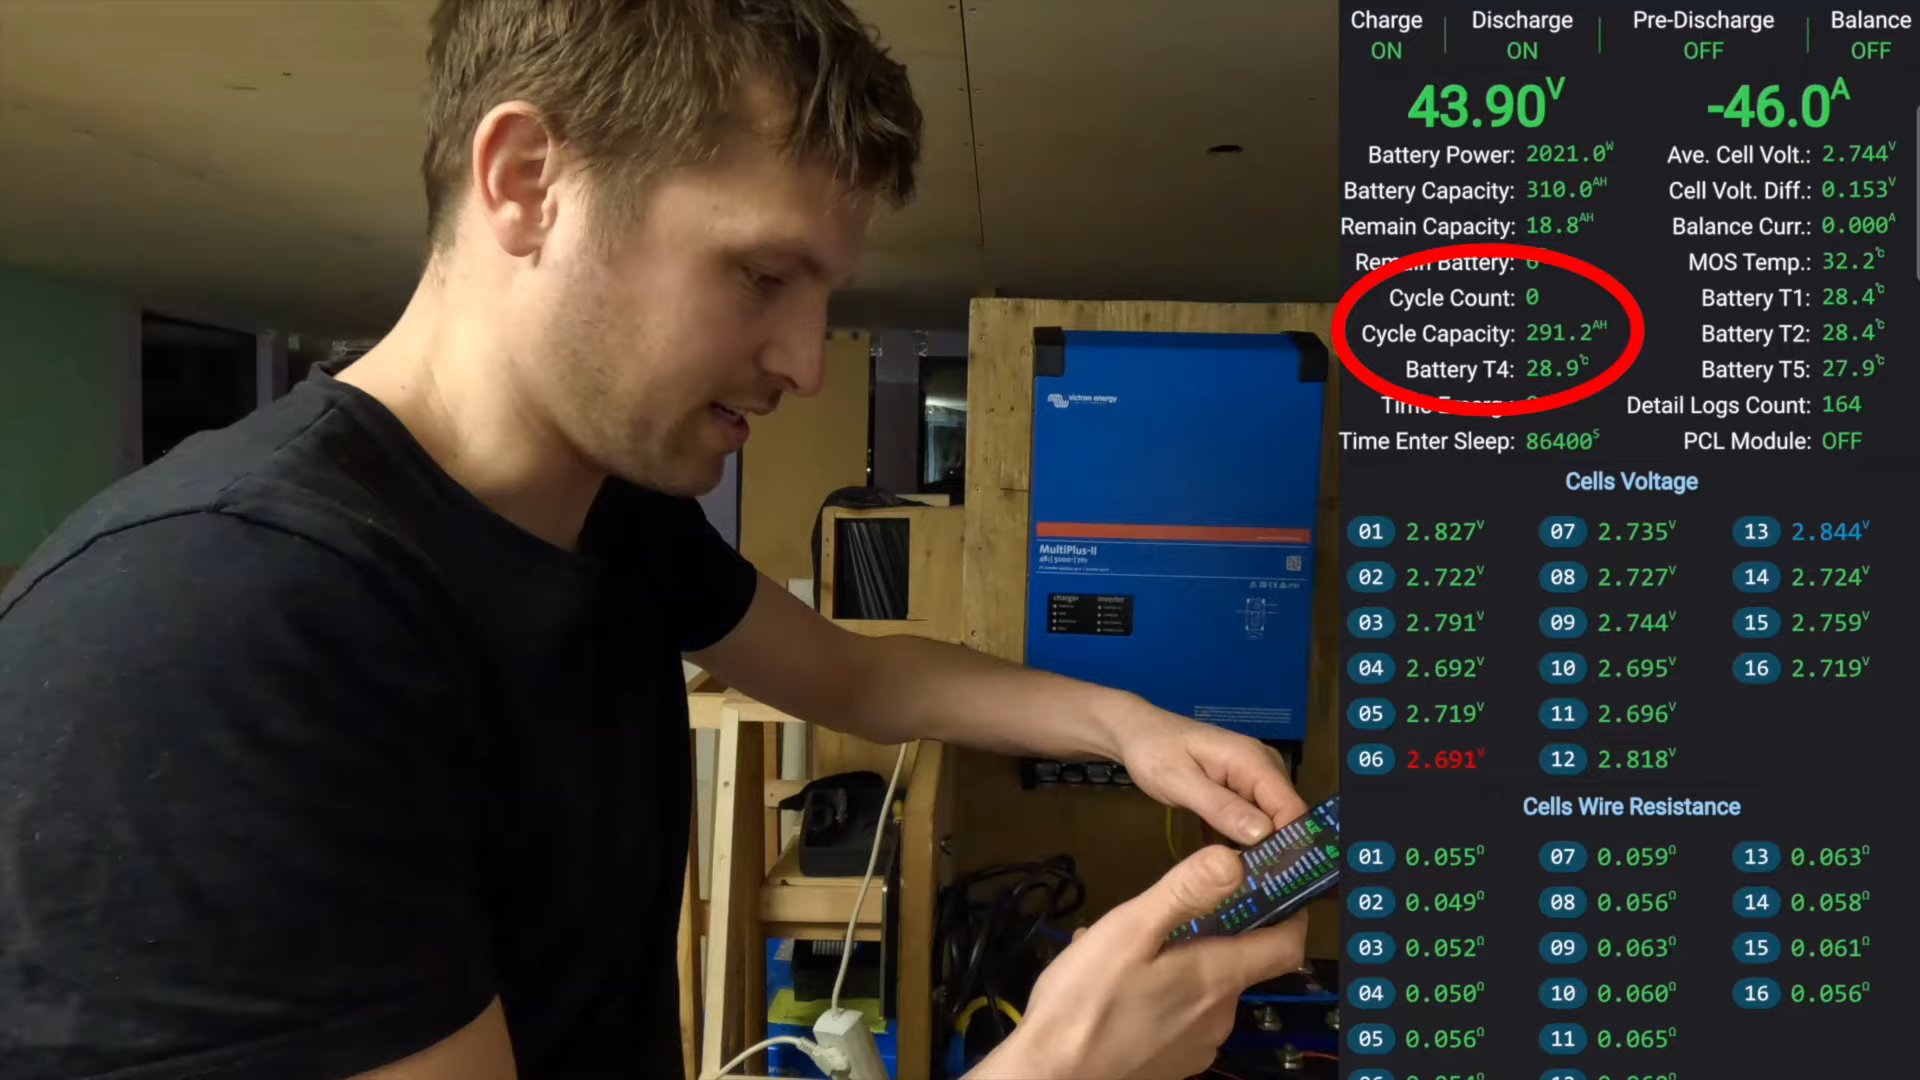 Charge Discharge Pre-Discharge Balance
ON ON OFF OFF
43.90V -46.0A
Battery Power: 2021.0W Ave. Cell Volt.: 2.744V
Battery Capacity: 310.0AH Cell Volt. Diff.: 0.153V
Remain Capacity: 18.8AH Balance Curr.: 0.000A
Remain Battery: 6 MOS Temp.: 32.2℃
Cycle Count: 0 Battery T1: 28.4℃
Cycle Capacity: 291.2AH Battery T2: 28.4℃
Battery T4: 28.9℃ Battery T5: 27.9℃
Time Emerg.: Detail Logs Count: 164
Time Enter Sleep: 86400S PCL Module: OFF
Cells Voltage
01 2.827V 07 2.735V 13 2.844V
02 2.722V 08 2.727V 14 2.724V
03 2.791V 09 2.744V 15 2.759V
04 2.692V 10 2.695V 16 2.719V
05 2.719V 11 2.696V
06 2.691V 12 2.818V
Cells Wire Resistance
01 0.055Ω 07 0.059Ω 13 0.063Ω
02 0.049Ω 08 0.056Ω 14 0.058Ω
03 0.052Ω 09 0.063Ω 15 0.061Ω
04 0.050Ω 10 0.060Ω 16 0.056Ω
05 0.056Ω 11 0.065Ω
victron energy
MultiPlus-II
charger inverter